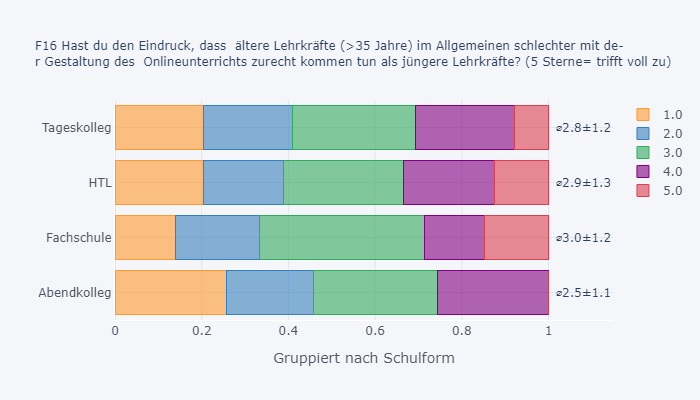 F16 Hast du den Eindruck, dass  ältere Lehrkräfte (>35 Jahre) im Allgemeinen schlechter mit de-
r Gestaltung des  Onlineunterrichts zurecht kommen tun als jüngere Lehrkräfte? (5 Sterne= trifft voll zu)
1.0
2.0
3.0
4.0
5.0
Tageskolleg ⌀2.8±1.2
HTL ⌀2.9±1.3
Fachschule ⌀3.0±1.2
Abendkolleg ⌀2.5±1.1
0 0.2 0.4 0.6 0.8 1
Gruppiert nach Schulform